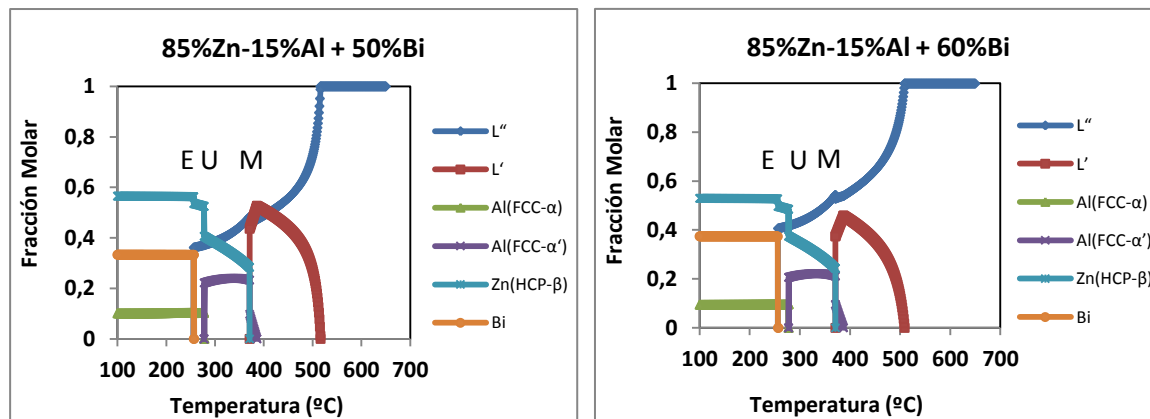 85%Zn-15%Al + 50%Bi
Fracción Molar
1
0,8
0,6
0,4
0,2
0
E U M
100 200 300 400 500 600 700
Temperatura (ºC)
L“
L‘
Al(FCC-α)
Al(FCC-α‘)
Zn(HCP-β)
Bi
85%Zn-15%Al + 60%Bi
Fracción Molar
1
0,8
0,6
0,4
0,2
0
E U M
100 200 300 400 500 600 700
Temperatura (ºC)
L“
L’
Al(FCC-α)
Al(FCC-α’)
Zn(HCP-β)
Bi